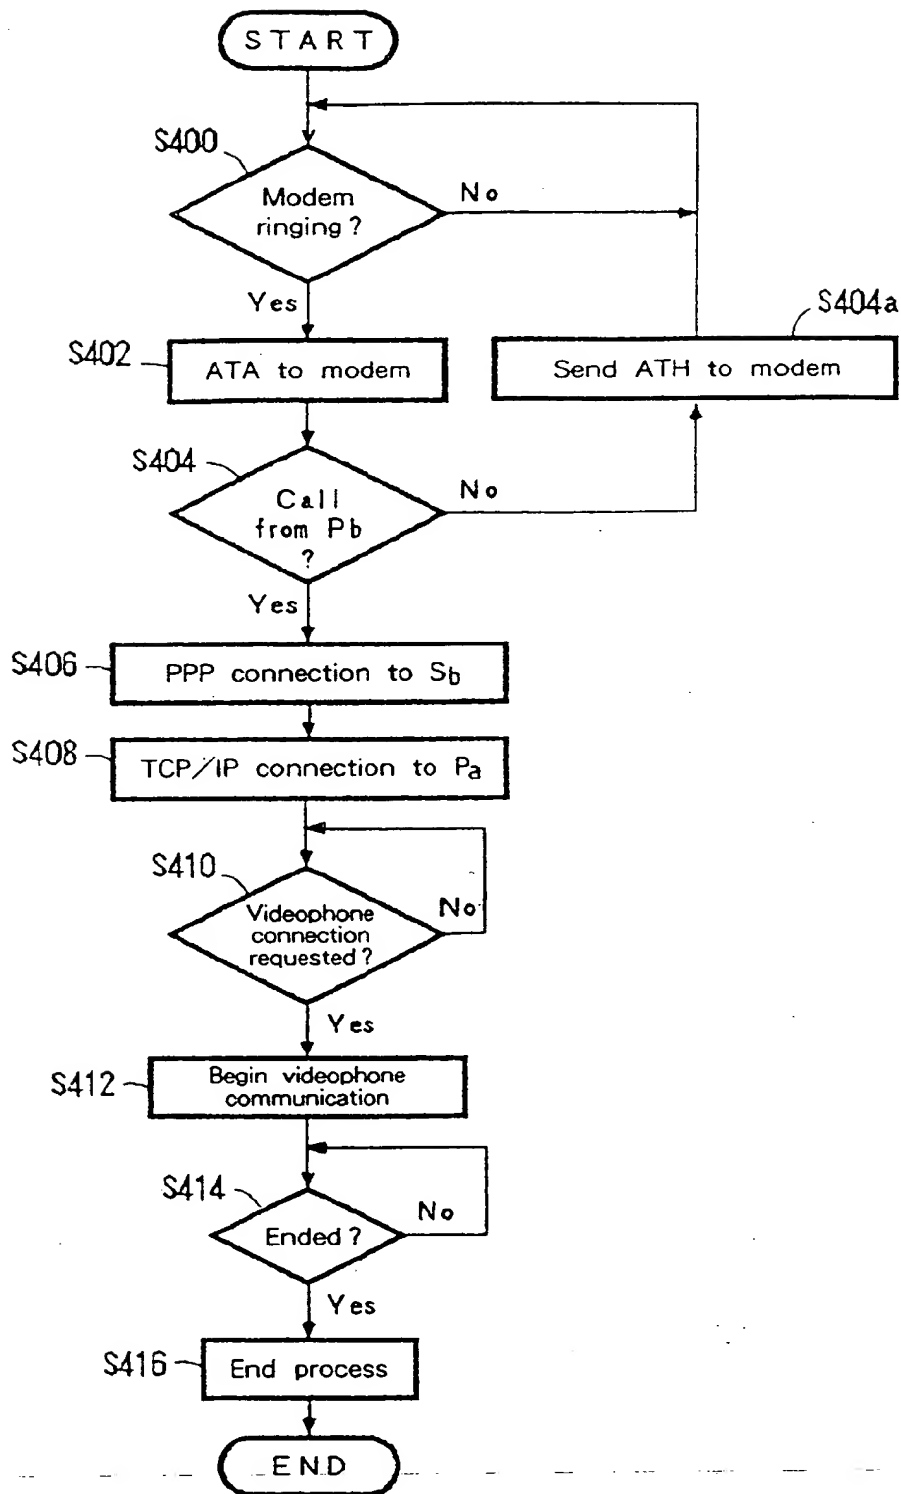 START
S400
Modem
ringing?
No
Yes
S404a
S402
ATA to modem
Send ATH to modem
S404
Call
from Pb
?
No
Yes
S406
PPP connection to Sb
S408
TCP/IP connection to Pa
S410
Videophone
connection
requested?
No
Yes
S412
Begin videophone
communication
S414
Ended?
No
Yes
S416
End process
END